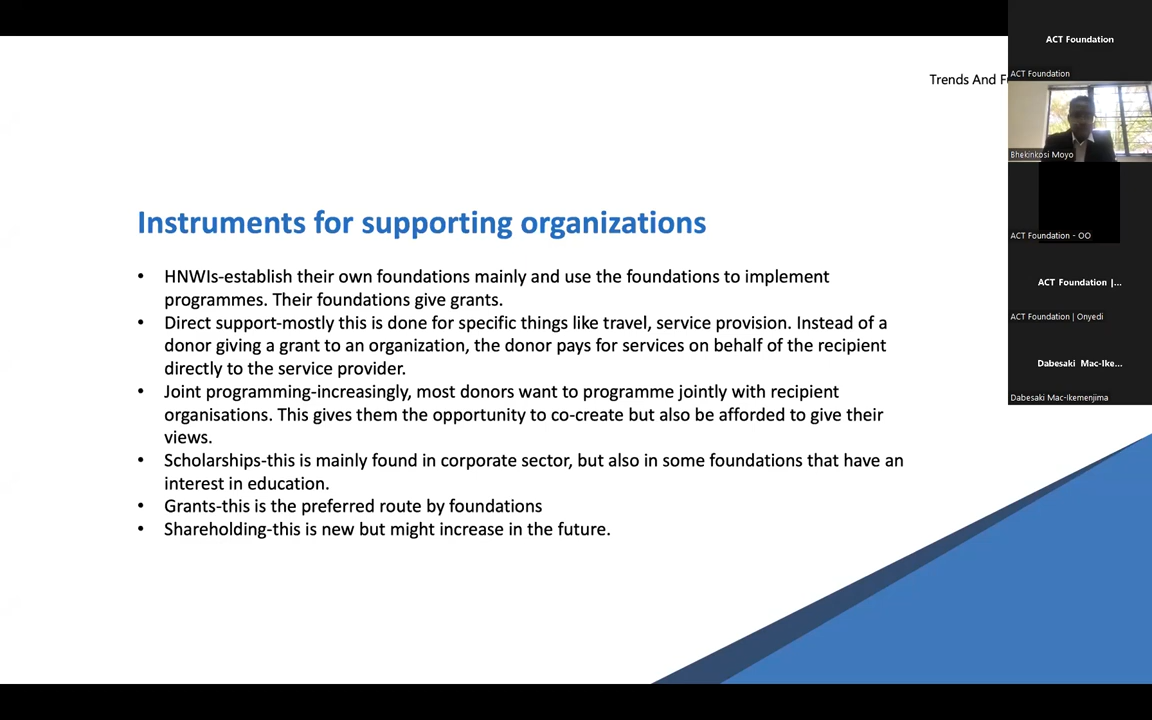 Trends And F
Instruments for supporting organizations
• HNWIs-establish their own foundations mainly and use the foundations to implement
programmes. Their foundations give grants.
• Direct support-mostly this is done for specific things like travel, service provision. Instead of a
donor giving a grant to an organization, the donor pays for services on behalf of the recipient
directly to the service provider.
• Joint programming-increasingly, most donors want to programme jointly with recipient
organisations. This gives them the opportunity to co-create but also be afforded to give their
views.
• Scholarships-this is mainly found in corporate sector, but also in some foundations that have an
interest in education.
• Grants-this is the preferred route by foundations
• Shareholding-this is new but might increase in the future.
ACT Foundation
ACT Foundation
Bhekinkosi Moyo
ACT Foundation - OO
ACT Foundation |...
ACT Foundation | Onyedi
Dabesaki Mac-Ike...
Dabesaki Mac-Ikemenjima